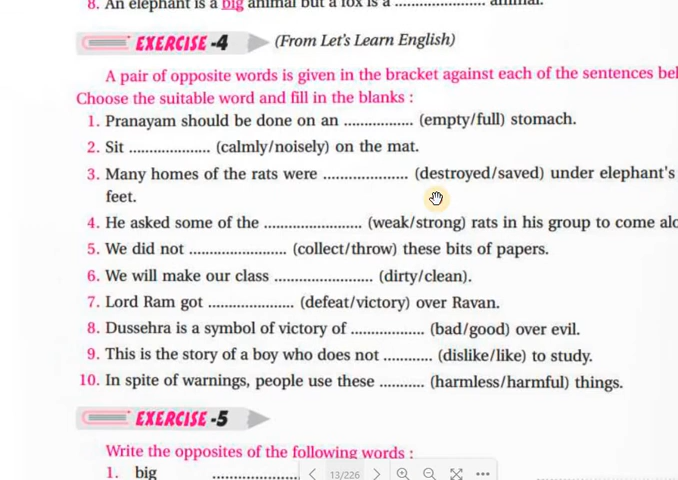 8. An elephant is a big animal but a fox is a ...................... animal.
EXERCISE -4 (From Let's Learn English)
A pair of opposite words is given in the bracket against each of the sentences
Choose the suitable word and fill in the blanks :
1. Pranayam should be done on an ................. (empty/full) stomach.
2. Sit .................... (calmly/noisely) on the mat.
3. Many homes of the rats were ..................... (destroyed/saved) under elephant's
feet.
4. He asked some of the ........................ (weak/strong) rats in his group to come
5. We did not ........................ (collect/throw) these bits of papers.
6. We will make our class ........................ (dirty/clean).
7. Lord Ram got ..................... (defeat/victory) over Ravan.
8. Dussehra is a symbol of victory of .................. (bad/good) over evil.
9. This is the story of a boy who does not ............ (dislike/like) to study.
10. In spite of warnings, people use these ........... (harmless/harmful) things.
EXERCISE -5
Write the opposites of the following words :
1. big ......................
13/226